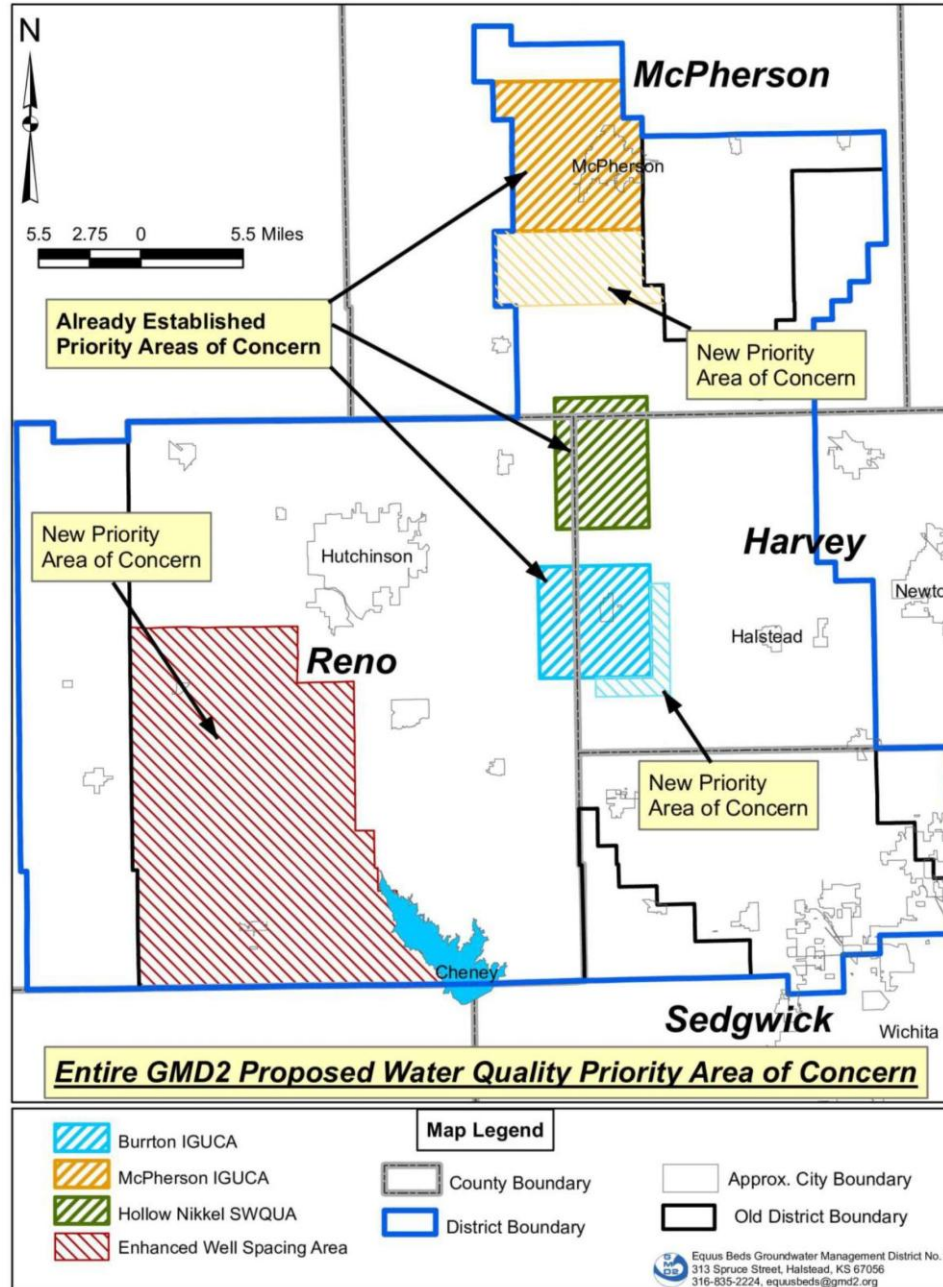 N
5.5 2.75 0 5.5 Miles
McPherson
McPherson
Already Established
Priority Areas of Concern
New Priority
Area of Concern
New Priority
Area of Concern
Hutchinson
Harvey
Newto
Halstead
Reno
New Priority
Area of Concern
Cheney
Sedgwick
Wichita
Entire GMD2 Proposed Water Quality Priority Area of Concern
Map Legend
Burrton IGUCA
McPherson IGUCA
Hollow Nikkel SWQUA
Enhanced Well Spacing Area
County Boundary
District Boundary
Approx. City Boundary
Old District Boundary
Equus Beds Groundwater Management District No.
313 Spruce Street, Halstead, KS 67056
316-835-2224, equusbeds@gmd2.org